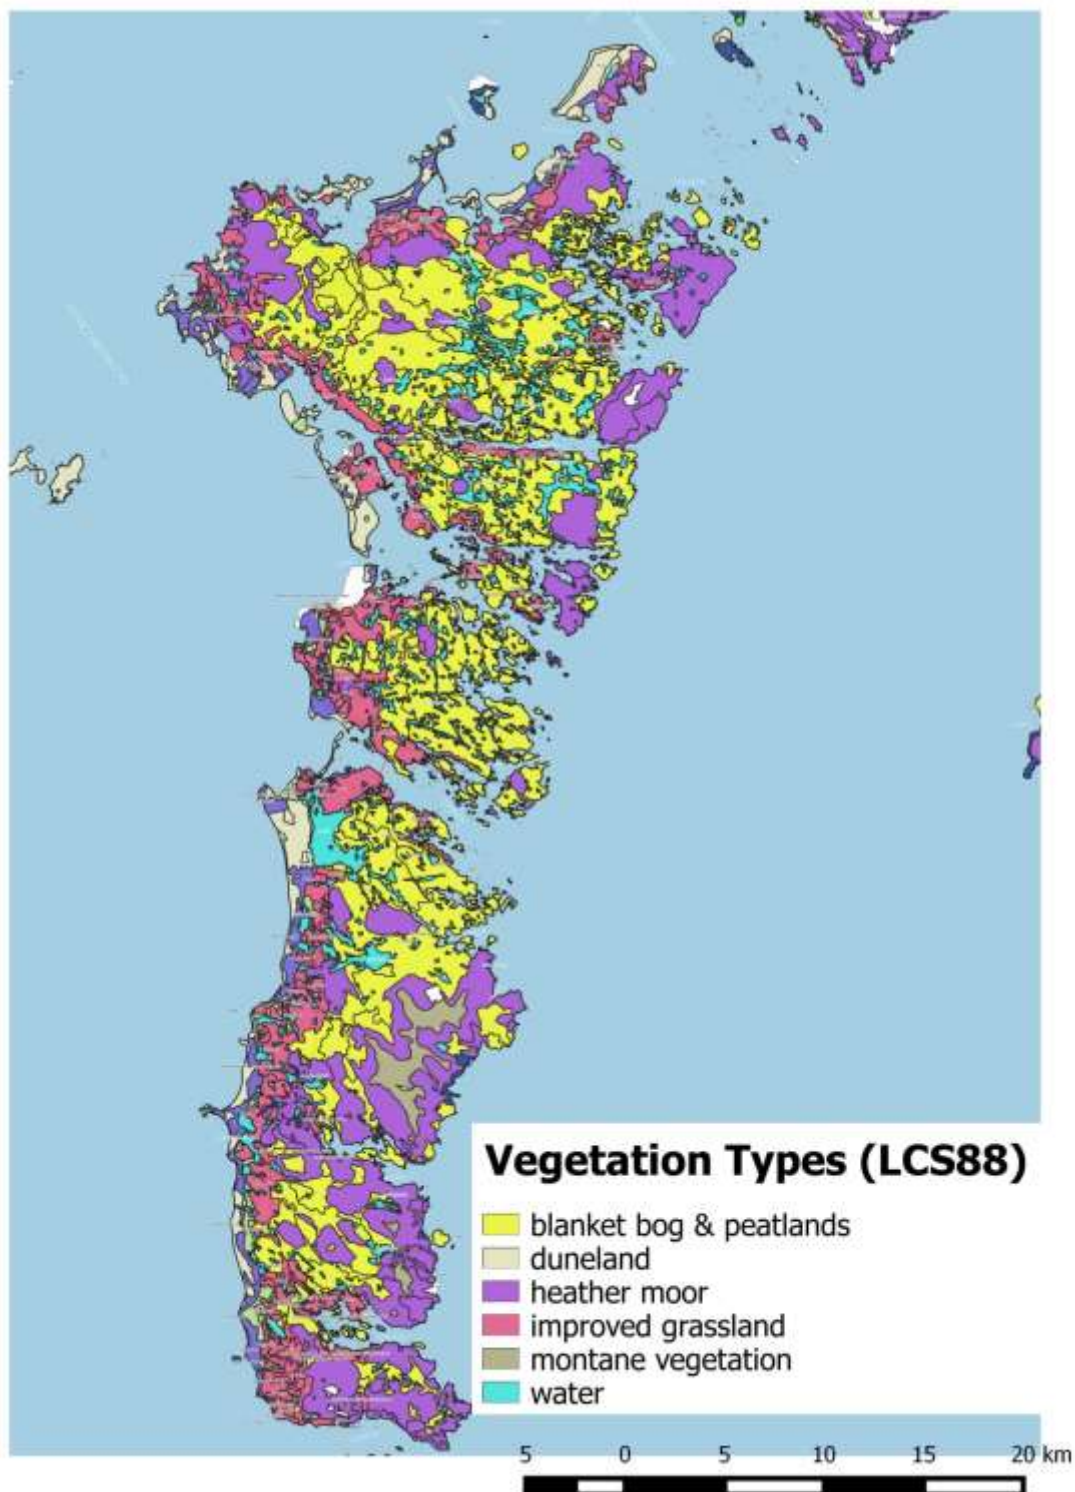 Vegetation Types (LCS88)
blanket bog & peatlands
duneland
heather moor
improved grassland
montane vegetation
water
5 0 5 10 15 20 km